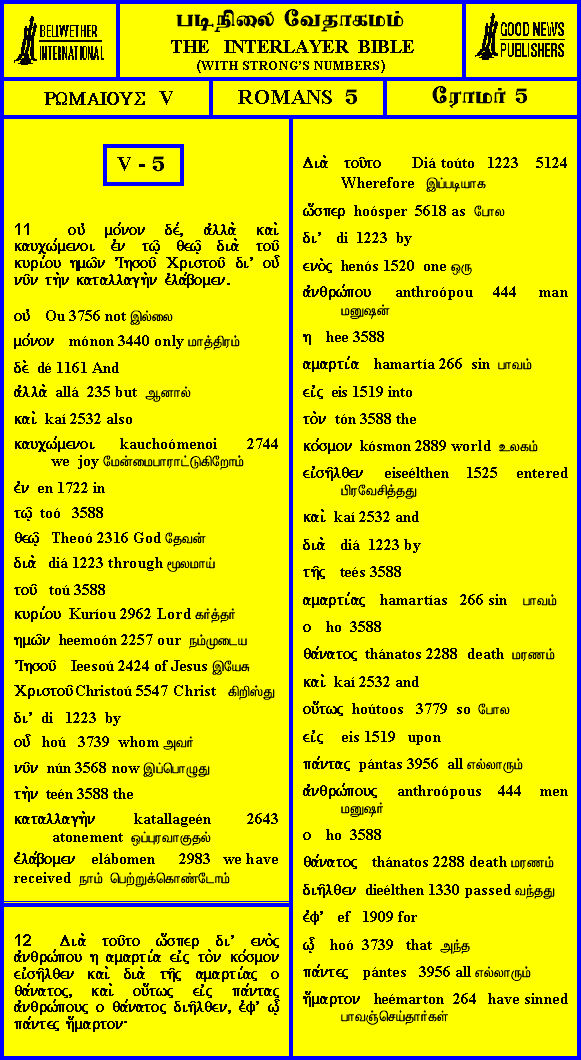 BELLWETHER
INTERNATIONAL
படிநிலை வேதாகமம்
THE INTERLAYER BIBLE
(WITH STRONG'S NUMBERS)
GOOD NEWS
PUBLISHERS
ΡΩΜΑΙΟΥΣ V
ROMANS 5
ரோமர் 5
V - 5
11 οὐ μόνον δέ, ἀλλὰ καὶ
καυχώμενοι ἐν τῷ θεῷ διὰ τοῦ
κυρίου ημῶν Ἰησοῦ Χριστοῦ δι' οὗ
νῦν τὴν καταλλαγὴν ἐλάβομεν.
οὐ Ou 3756 not இல்லை
μόνον mónon 3440 only மாத்திரம்
δὲ dé 1161 And
ἀλλὰ allá 235 but ஆனால்
καὶ kaí 2532 also
καυχώμενοι kauchoómenoi 2744
we joy மேன்மைபாராட்டுகிறோம்
ἐν en 1722 in
τῷ toó 3588
θεῷ Theoó 2316 God தேவன்
διὰ diá 1223 through மூலமாய்
τοῦ toú 3588
κυρίου Kuríou 2962 Lord கர்த்தர்
ημῶν heemoón 2257 our நம்முடைய
Ἰησοῦ Ieesoú 2424 of Jesus இயேசு
Χριστοῦ Christoú 5547 Christ கிறிஸ்து
δι' di 1223 by
οὗ hoú 3739 whom அவர்
νῦν nún 3568 now இப்பொழுது
τὴν teén 3588 the
καταλλαγὴν katallageén 2643
atonement ஒப்புரவாகுதல்
ἐλάβομεν elábomen 2983 we have
received நாம் பெற்றுக்கொண்டோம்
12 Διὰ τοῦτο ὥσπερ δι' ενὸς
ἀνθρώπου η αμαρτία εἰς τὸν κόσμον
εἰσῆλθεν καὶ διὰ τῆς αμαρτίας ο
θάνατος, καὶ οὕτως εἰς πάντας
ἀνθρώπους ο θάνατος διῆλθεν, ἐφ' ᾧ
πάντες ἥμαρτον·
Διὰ τοῦτο Diá toúto 1223 5124
Wherefore இப்படியாக
ὥσπερ hoósper 5618 as போல
δι' di 1223 by
ενὸς henós 1520 one ஒரு
ἀνθρώπου anthroópou 444 man
மனுஷன்
η hee 3588
αμαρτία hamartía 266 sin பாவம்
εἰς eis 1519 into
τὸν tón 3588 the
κόσμον kósmon 2889 world உலகம்
εἰσῆλθεν eiseélthen 1525 entered
பிரவேசித்தது
καὶ kaí 2532 and
διὰ diá 1223 by
τῆς teés 3588
αμαρτίας hamartías 266 sin பாவம்
ο ho 3588
θάνατος thánatos 2288 death மரணம்
καὶ kaí 2532 and
οὕτως hoútoos 3779 so போல
εἰς eis 1519 upon
πάντας pántas 3956 all எல்லாரும்
ἀνθρώπους anthroópous 444 men
மனுஷர்
ο ho 3588
θάνατος thánatos 2288 death மரணம்
διῆλθεν dieélthen 1330 passed வந்தது
ἐφ' ef 1909 for
ᾧ hoó 3739 that அந்த
πάντες pántes 3956 all எல்லாரும்
ἥμαρτον heémarton 264 have sinned
பாவஞ்செய்தார்கள்